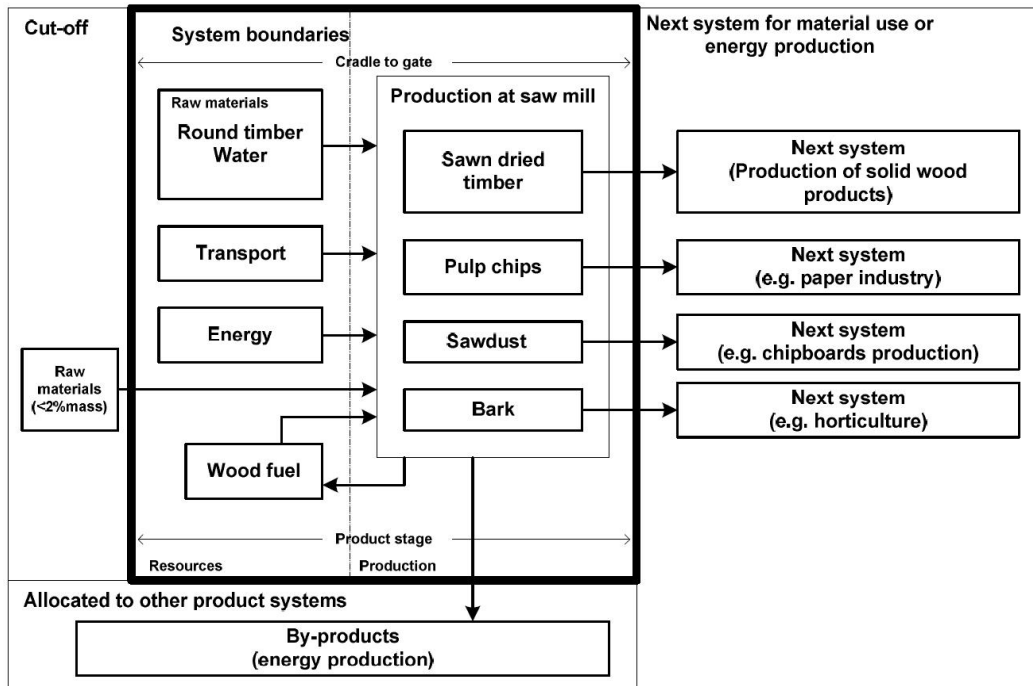 Cut-off
System boundaries
Next system for material use or
energy production
Cradle to gate
Production at saw mill
Raw materials
Round timber
Water
Sawn dried
timber
Next system
(Production of solid wood
products)
Transport
Pulp chips
Next system
(e.g. paper industry)
Energy
Sawdust
Next system
(e.g. chipboards production)
Raw
materials
(<2%mass)
Bark
Next system
(e.g. horticulture)
Wood fuel
Product stage
Resources
Production
Allocated to other product systems
By-products
(energy production)